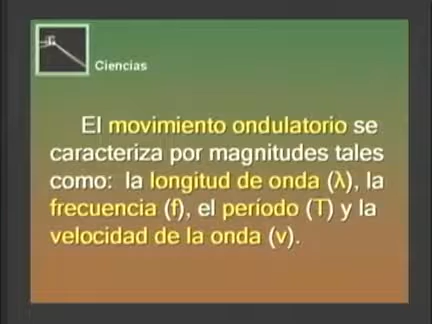 Ciencias
El movimiento ondulatorio se
caracteriza por magnitudes tales
como: la longitud de onda (λ), la
frecuencia (f), el período (T) y la
velocidad de la onda (v).